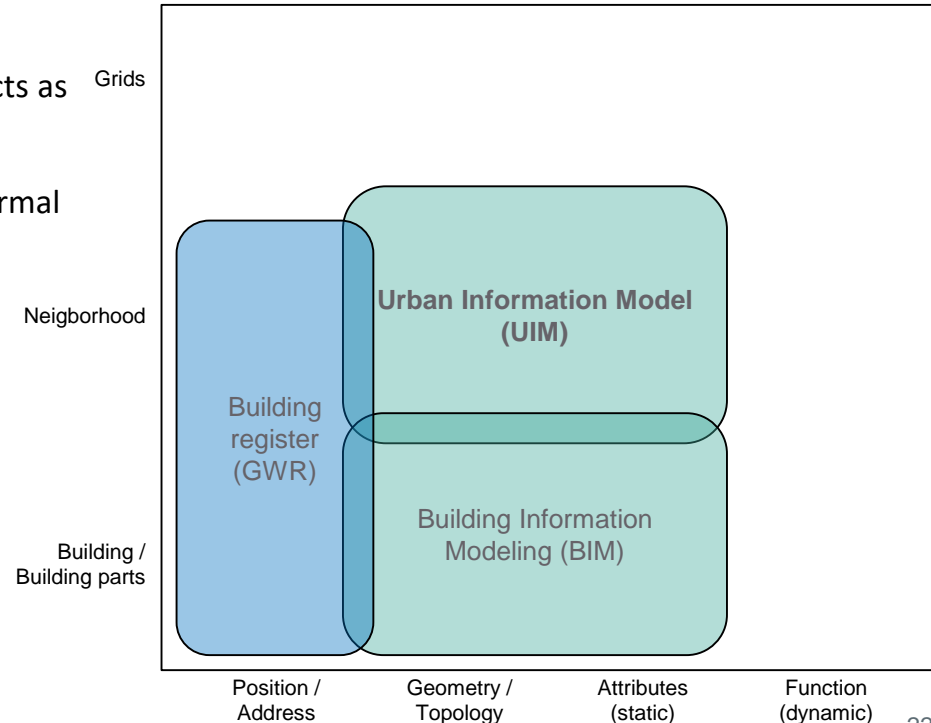 cts as
rmal
Grids
Neigborhood
Building /
Building parts
Urban Information Model
(UIM)
Building
register
(GWR)
Building Information
Modeling (BIM)
Position /
Address
Geometry /
Topology
Attributes
(static)
Function
(dynamic)